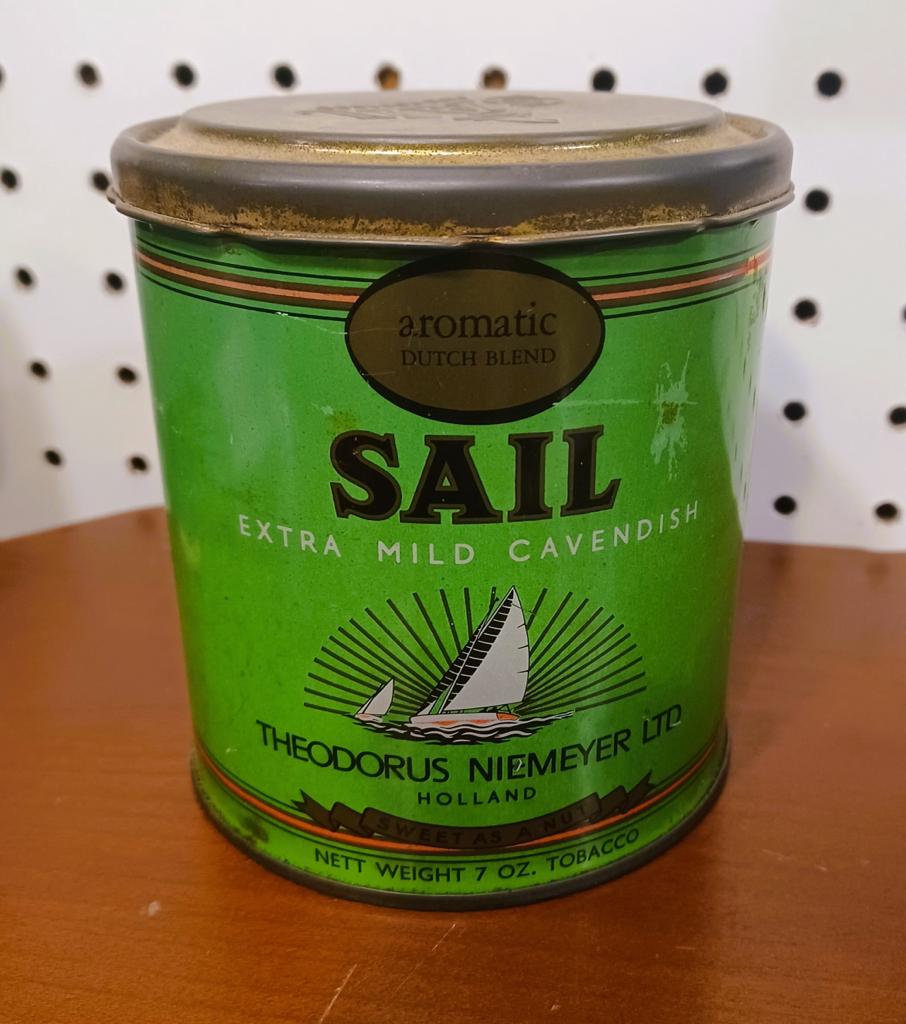 aromatic
DUTCH BLEND
SAIL
EXTRA MILD CAVENDISH
THEODORUS NIEMEYER LTD
HOLLAND
SWEET AS A NUT
NETT WEIGHT 7 OZ. TOBACCO